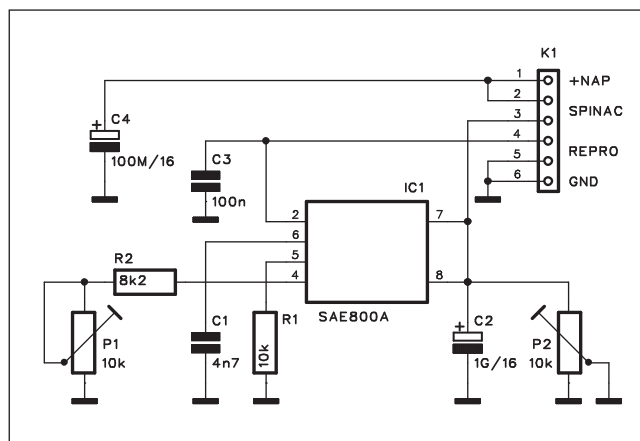 K1
1 +NAP
2
SPINAC
3
4
REPRO
5
6 GND
C4
+
100M/16
C3
100n
IC1
2 7
6
5
4 8
SAE800A
R2
8k2
P1
10k
C1
4n7
R1
10k
C2
+
1G/16
P2
10k